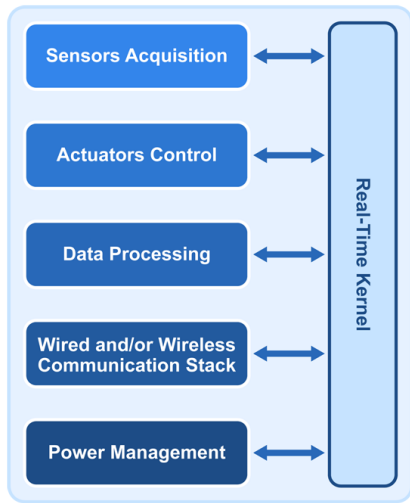 Sensors Acquisition
Actuators Control
Data Processing
Wired and/or Wireless
Communication Stack
Power Management
Real-Time Kernel